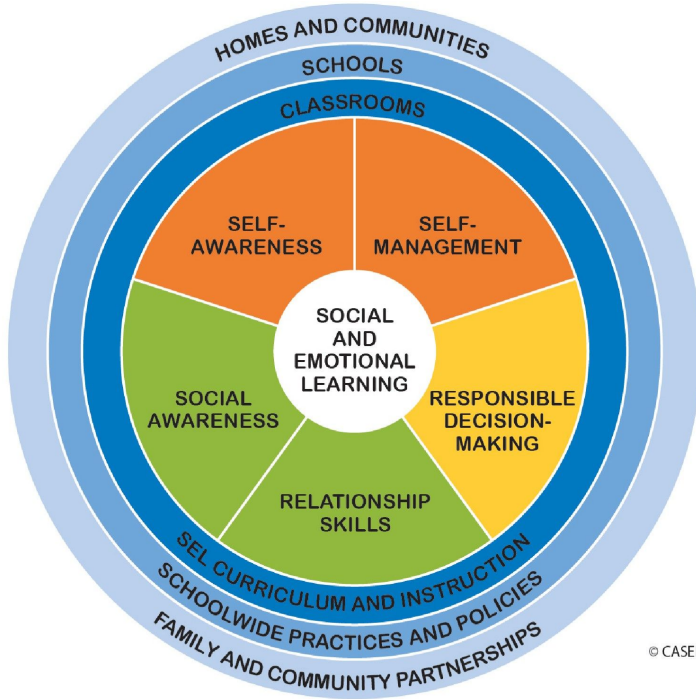 HOMES AND COMMUNITIES
SCHOOLS
CLASSROOMS
SELF-
AWARENESS
SELF-
MANAGEMENT
SOCIAL
AND
EMOTIONAL
LEARNING
SOCIAL
AWARENESS
RESPONSIBLE
DECISION-
MAKING
RELATIONSHIP
SKILLS
SEL CURRICULUM AND INSTRUCTION
SCHOOLWIDE PRACTICES AND POLICIES
FAMILY AND COMMUNITY PARTNERSHIPS
© CASE